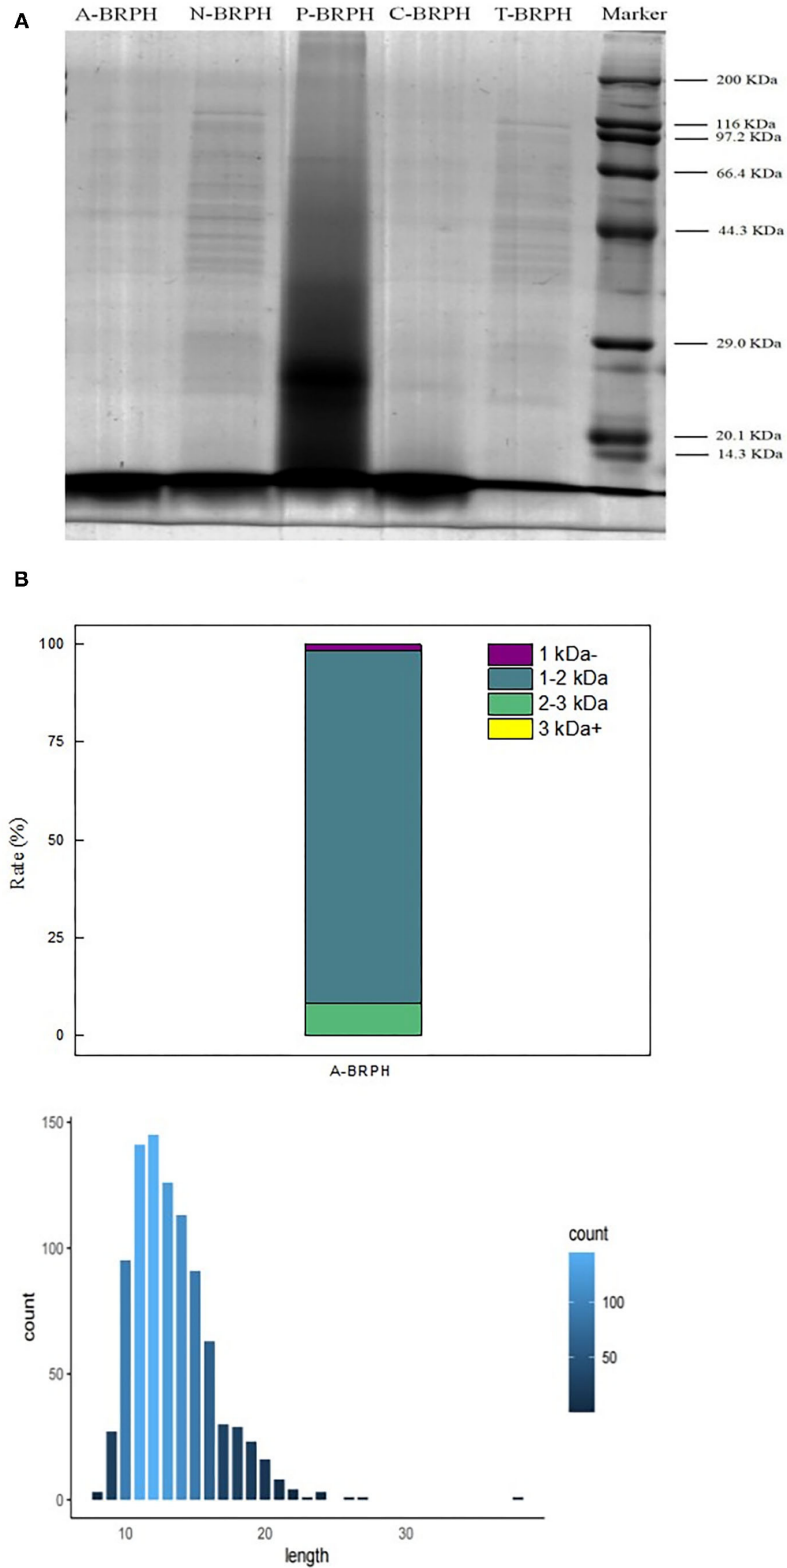 A
A-BRPH N-BRPH P-BRPH C-BRPH T-BRPH Marker
200 KDa
116 KDa
97.2 KDa
66.4 KDa
44.3 KDa
29.0 KDa
20.1 KDa
14.3 KDa
B
100
75
50
25
0
Rate (%)
A-BRPH
1 kDa-
1-2 kDa
2-3 kDa
3 kDa+
150
100
50
0
count
10 20 30
length
count
100
50